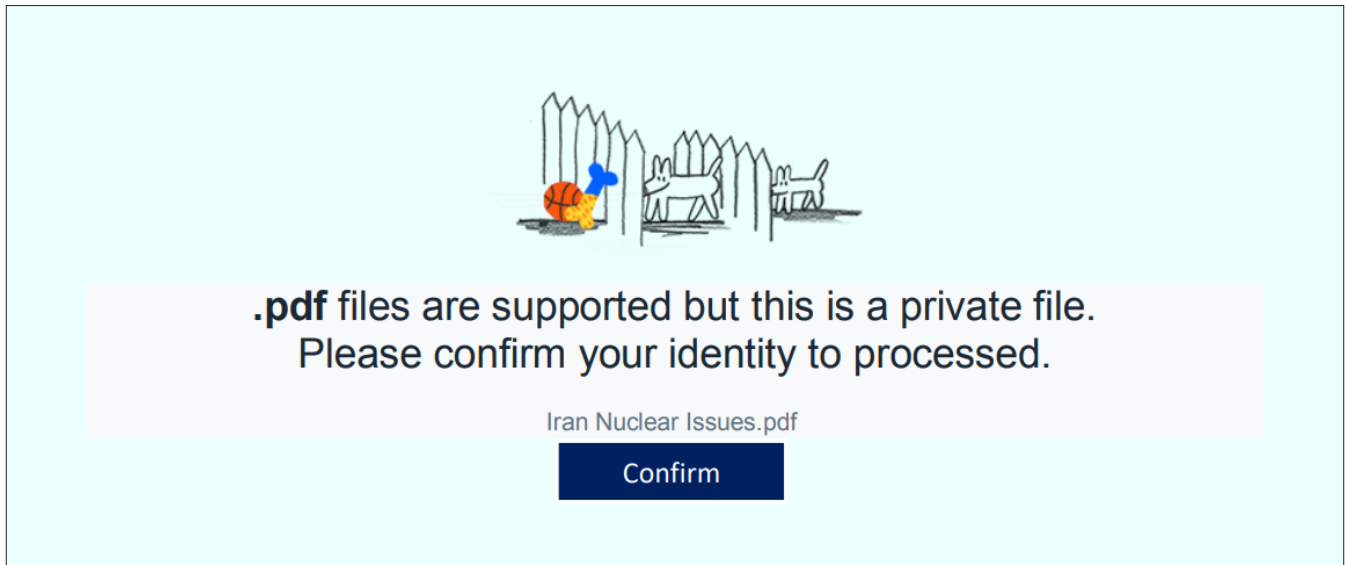 .pdf files are supported but this is a private file.
Please confirm your identity to processed.
Iran Nuclear Issues.pdf
Confirm